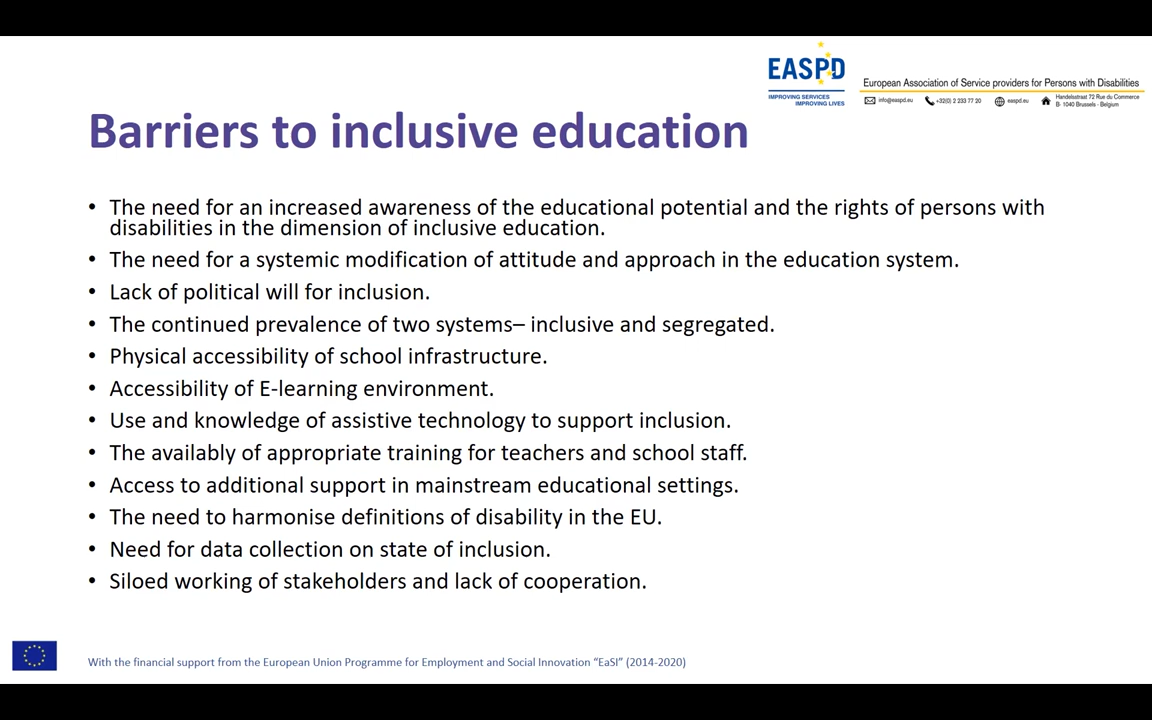 EASPD
IMPROVING SERVICES
IMPROVING LIVES
European Association of Service providers for Persons with Disabilities
info@easpd.eu +32(0) 2 233 77 20 easpd.eu Handelsstraat 72 Rue du Commerce
B- 1040 Brussels - Belgium
Barriers to inclusive education
• The need for an increased awareness of the educational potential and the rights of persons with
disabilities in the dimension of inclusive education.
• The need for a systemic modification of attitude and approach in the education system.
• Lack of political will for inclusion.
• The continued prevalence of two systems– inclusive and segregated.
• Physical accessibility of school infrastructure.
• Accessibility of E-learning environment.
• Use and knowledge of assistive technology to support inclusion.
• The availably of appropriate training for teachers and school staff.
• Access to additional support in mainstream educational settings.
• The need to harmonise definitions of disability in the EU.
• Need for data collection on state of inclusion.
• Siloed working of stakeholders and lack of cooperation.
With the financial support from the European Union Programme for Employment and Social Innovation “EaSI” (2014-2020)